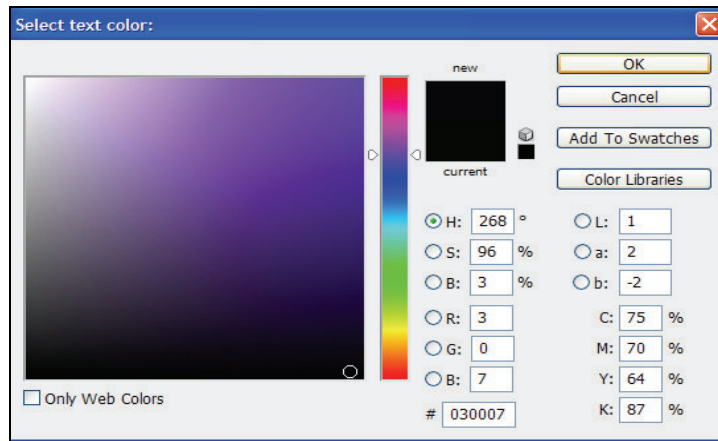 Select text color:
new
current
OK
Cancel
Add To Swatches
Color Libraries
H: 268 °
S: 96 %
B: 3 %
R: 3
G: 0
B: 7
# 030007
L: 1
a: 2
b: -2
C: 75 %
M: 70 %
Y: 64 %
K: 87 %
Only Web Colors